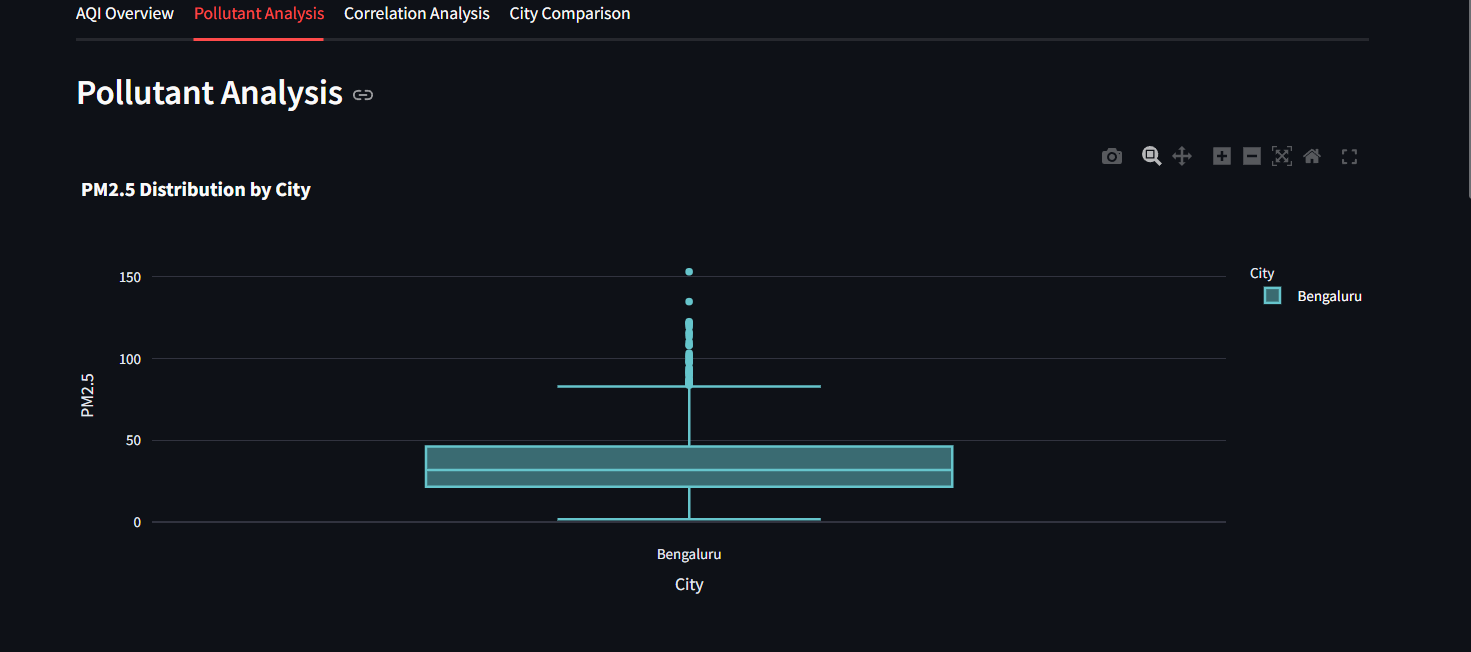 AQI Overview Pollutant Analysis Correlation Analysis City Comparison
Pollutant Analysis
PM2.5 Distribution by City
150
100
50
0
PM2.5
Bengaluru
City
City
Bengaluru